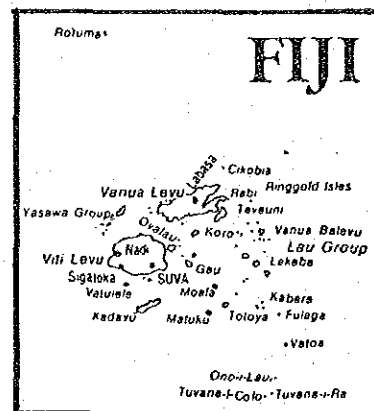 Rotuma
FIJI
Labasa
Cikobia
Rabi
Ringgold Isles
Vanua Levu
Taveuni
Yasawa Group
Ovalau
Koro
Vanua Balavu
Lau Group
Nadi
Viti Levu
Gau
Lakeba
Sigatoka
SUVA
Vatulele
Moala
Kabara
Kadavu
Matuku
Totoya
Fulaga
Vatoa
Ono-i-Lau
Tuvana-i-Colo
Tuvana-i-Ra